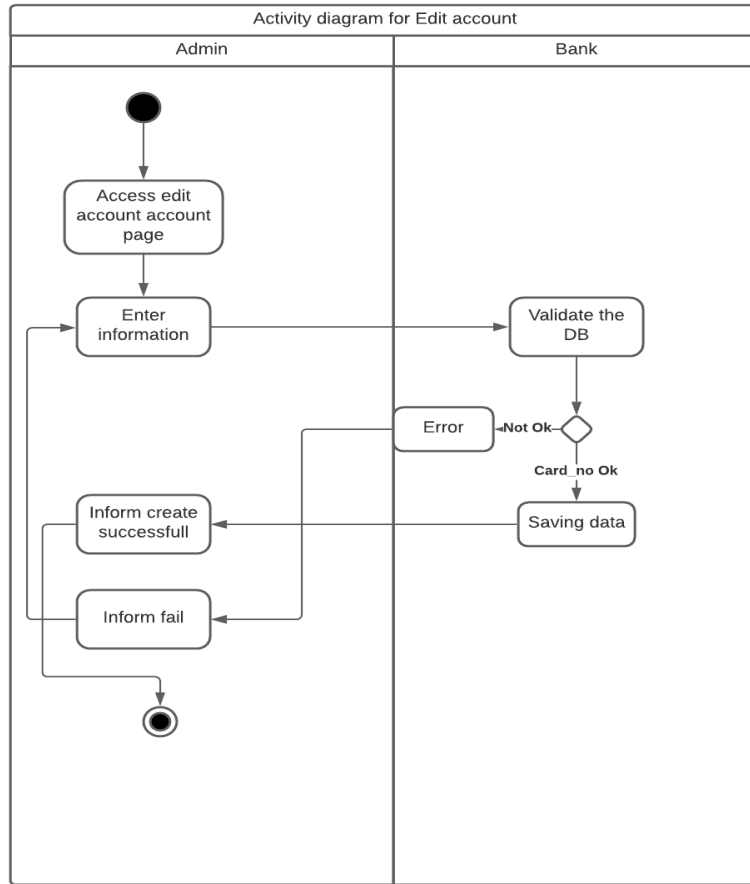 Activity diagram for Edit account
Admin
Bank
Access edit
account account
page
Enter
information
Validate the
DB
Error
Not Ok
Card_no Ok
Inform create
successfull
Saving data
Inform fail